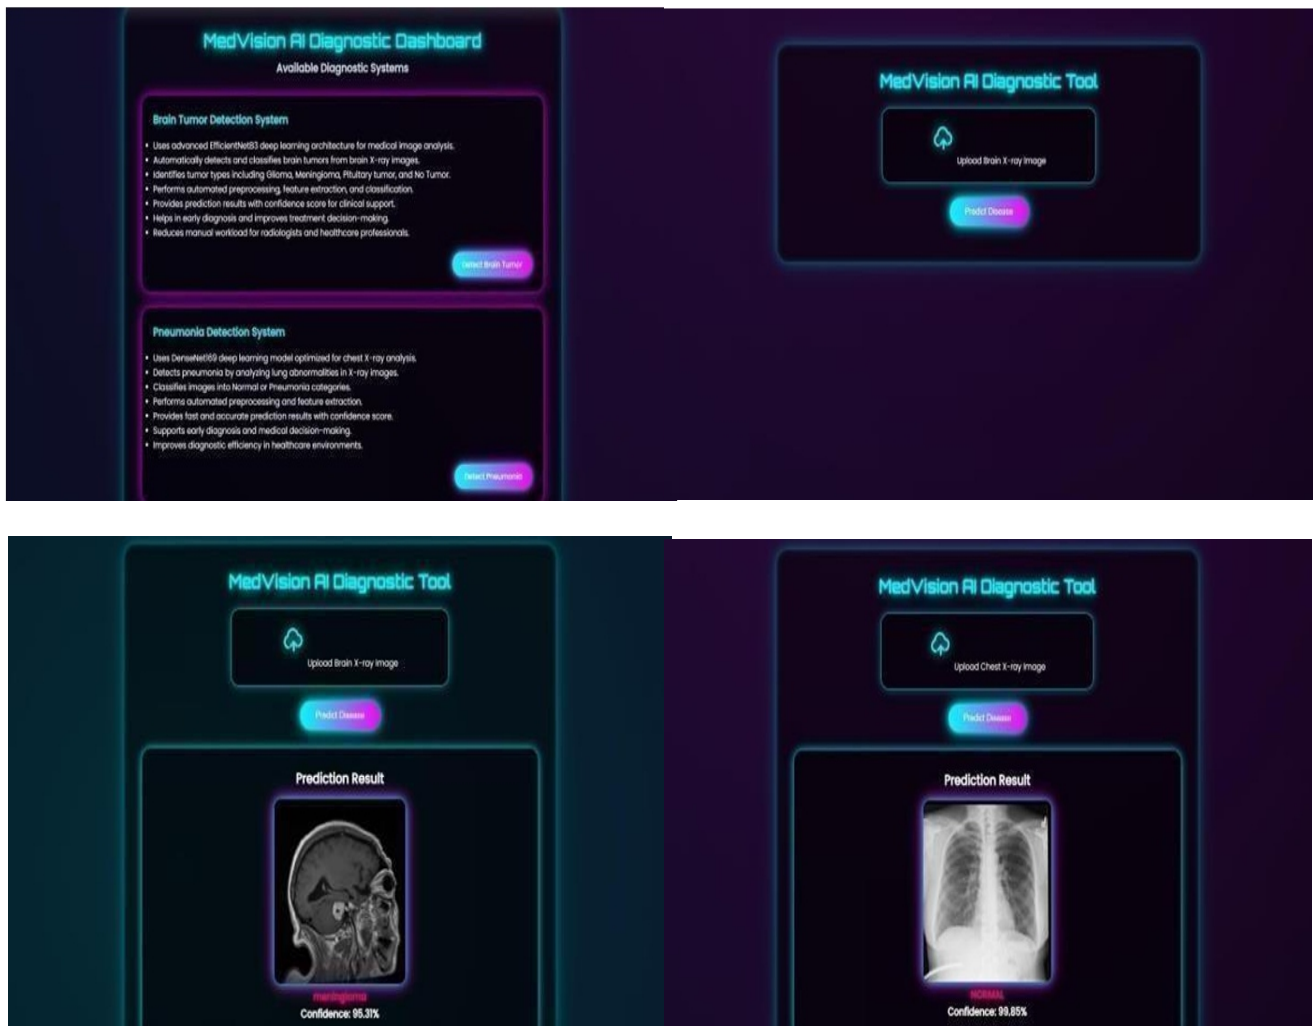 MedVision AI Diagnostic Dashboard
Available Diagnostic Systems
Brain Tumor Detection System
• Uses advanced EfficientNetB3 deep learning architecture for medical image analysis.
• Automatically detects and classifies brain tumors from brain X-ray images.
• Identifies tumor types including Glioma, Meningioma, Pituitary tumor, and No Tumor.
• Performs automated preprocessing, feature extraction, and classification.
• Provides prediction results with confidence score for clinical support.
• Helps in early diagnosis and improves treatment decision-making.
• Reduces manual workload for radiologists and healthcare professionals.
Detect Brain Tumor
Pneumonia Detection System
• Uses DenseNet169 deep learning model optimized for chest X-ray analysis.
• Detects pneumonia by analyzing lung abnormalities in X-ray images.
• Classifies images into Normal or Pneumonia categories.
• Performs automated preprocessing and feature extraction.
• Provides fast and accurate prediction results with confidence score.
• Supports early diagnosis and medical decision-making.
• Improves diagnostic efficiency in healthcare environments.
Detect Pneumonia
MedVision AI Diagnostic Tool
Upload Brain X-ray Image
Predict Disease
MedVision AI Diagnostic Tool
Upload Brain X-ray Image
Predict Disease
Prediction Result
meningioma
Confidence: 95.31%
MedVision AI Diagnostic Tool
Upload Chest X-ray Image
Predict Disease
Prediction Result
NORMAL
Confidence: 99.85%